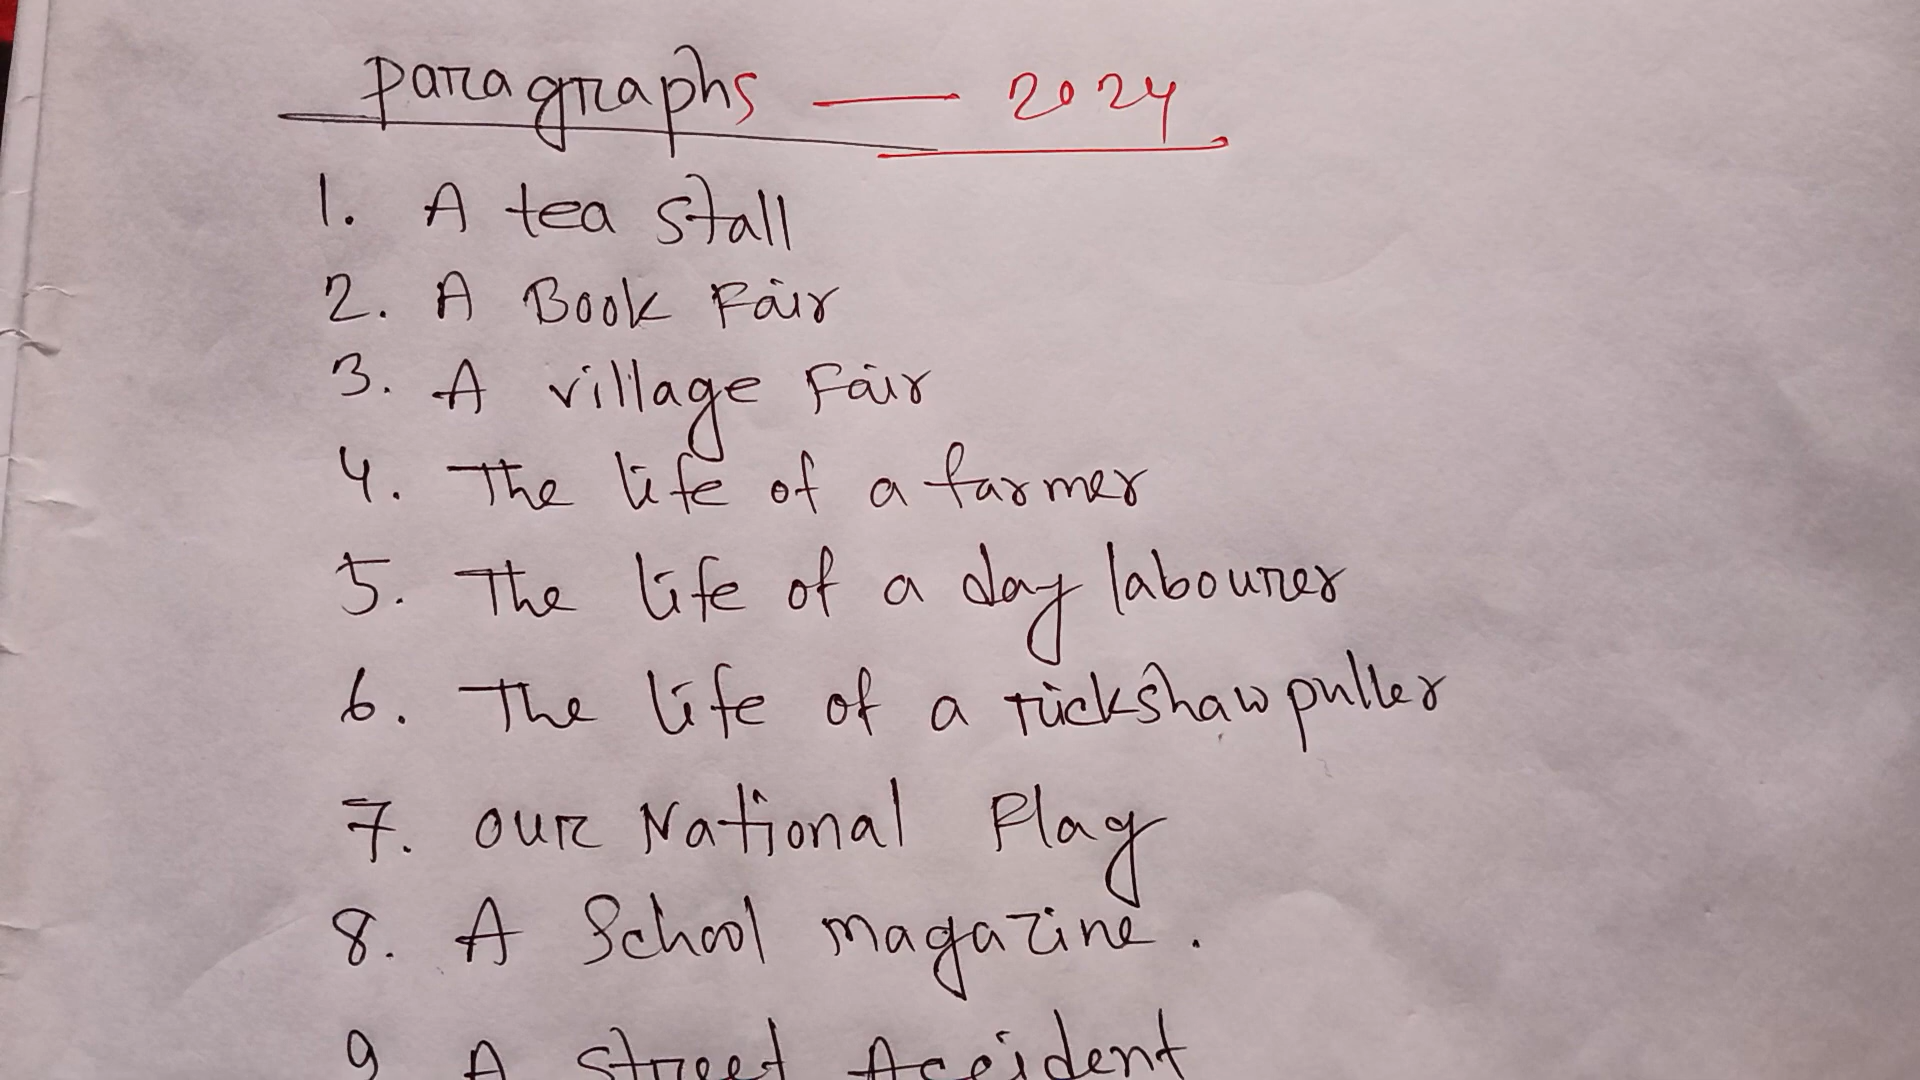 Paragraphs — 2024
1. A tea stall
2. A Book Fair
3. A village Fair
4. The life of a farmer
5. The life of a day labourer
6. The life of a rickshaw puller
7. Our National Flag
8. A School magazine.
9 A street Accident